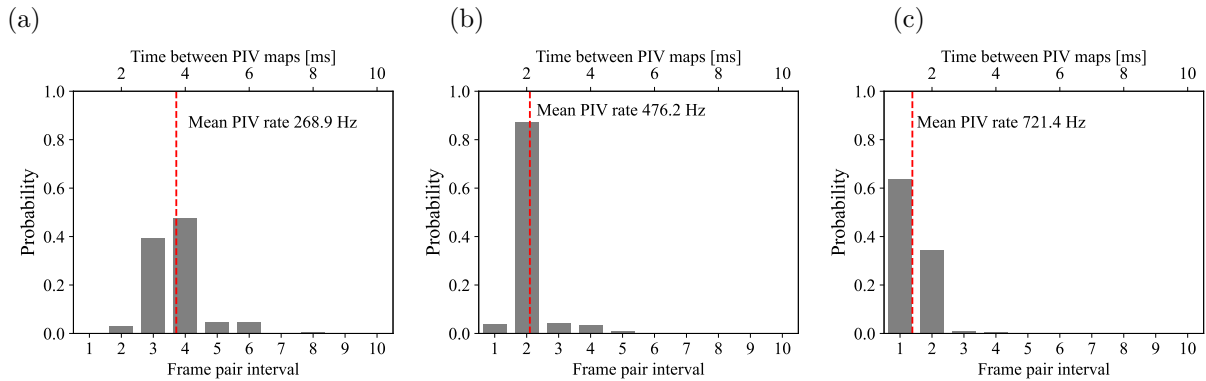 (a)
Time between PIV maps [ms]
2 4 6 8 10
1.0
Mean PIV rate 268.9 Hz
0.8
0.6
0.4
0.2
0.0
Probability
1 2 3 4 5 6 7 8 9 10
Frame pair interval
(b)
Time between PIV maps [ms]
2 4 6 8 10
1.0
Mean PIV rate 476.2 Hz
0.8
0.6
0.4
0.2
0.0
Probability
1 2 3 4 5 6 7 8 9 10
Frame pair interval
(c)
Time between PIV maps [ms]
2 4 6 8 10
1.0
Mean PIV rate 721.4 Hz
0.8
0.6
0.4
0.2
0.0
Probability
1 2 3 4 5 6 7 8 9 10
Frame pair interval